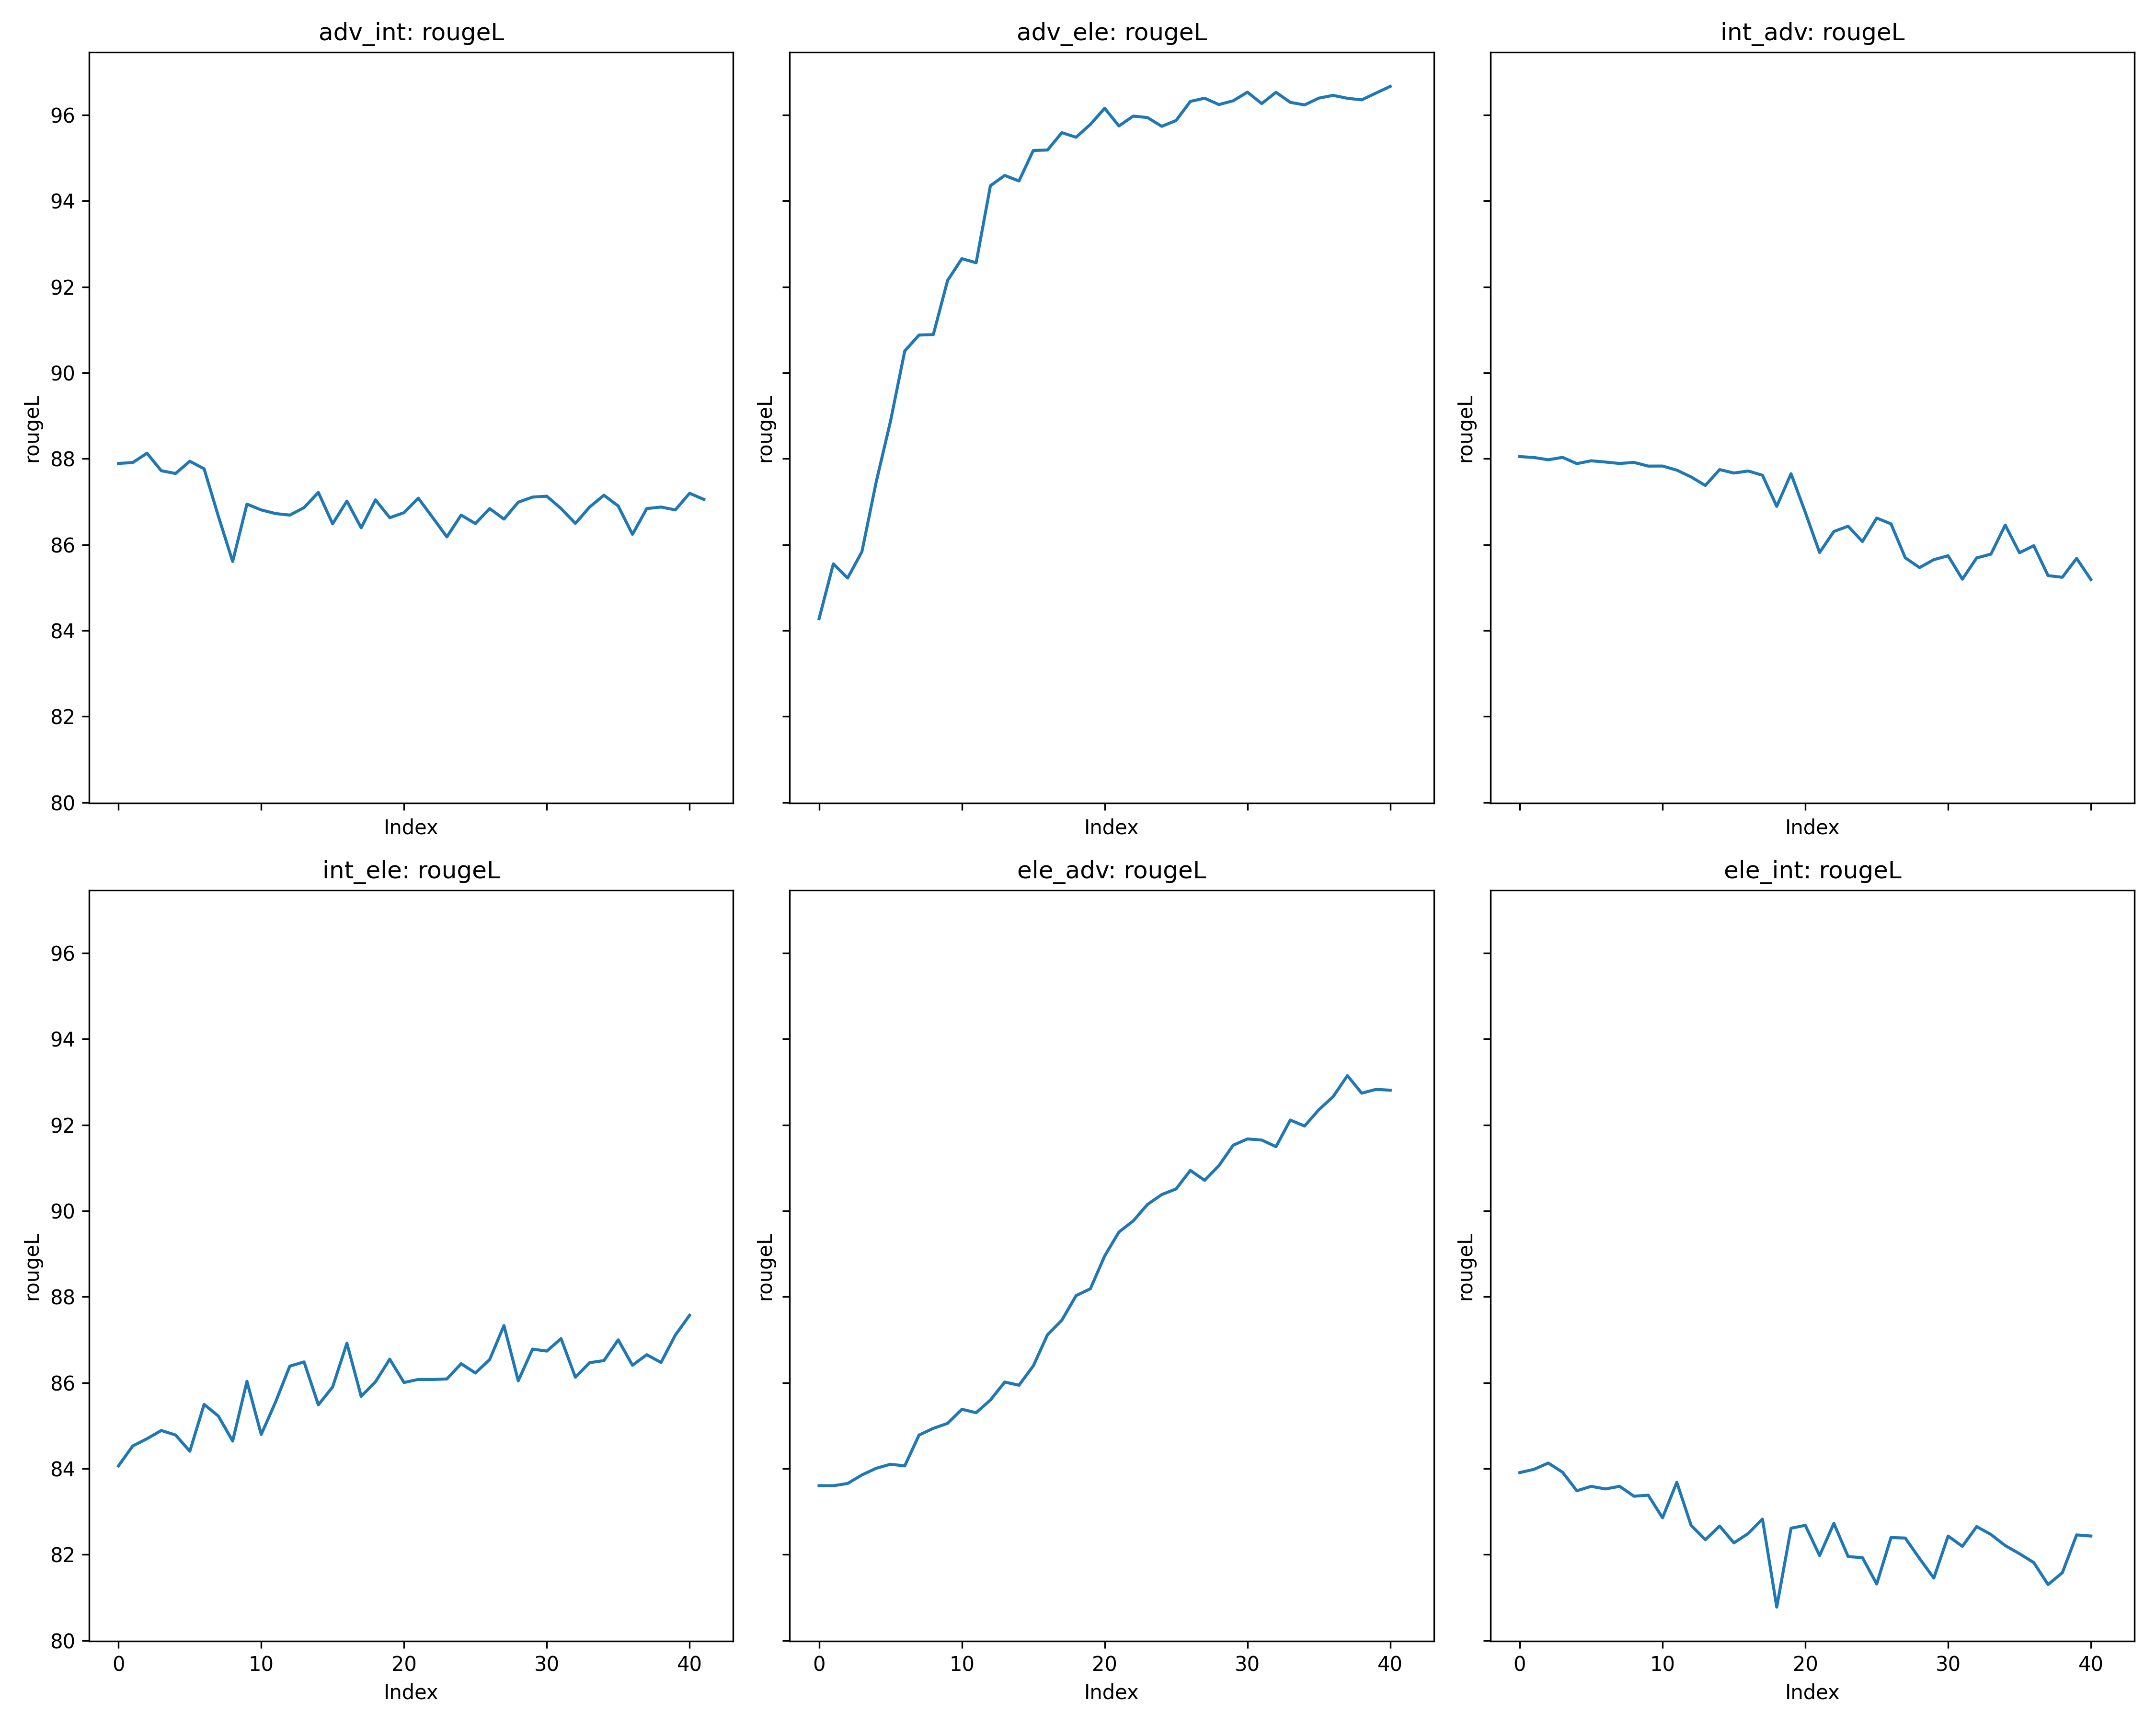 adv_int: rougeL
adv_ele: rougeL
int_adv: rougeL
96
94
92
90
88
86
84
82
80
rougeL
rougeL
rougeL
Index
Index
Index
int_ele: rougeL
ele_adv: rougeL
ele_int: rougeL
96
94
92
90
88
86
84
82
80
rougeL
rougeL
rougeL
0 10 20 30 40
0 10 20 30 40
0 10 20 30 40
Index
Index
Index